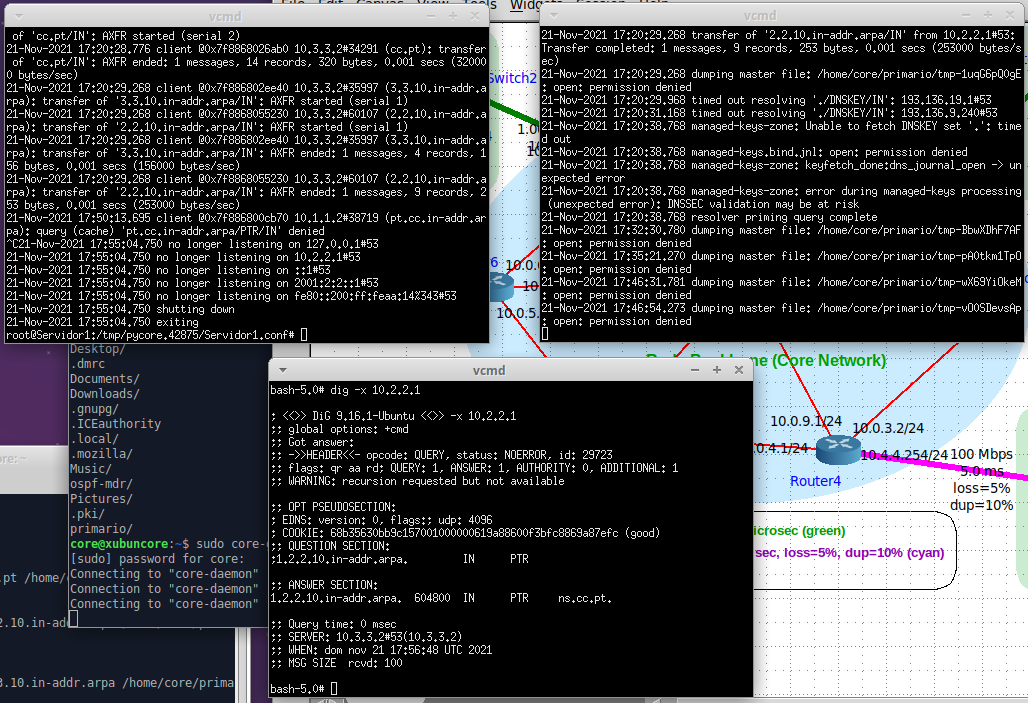 vcmd
of 'cc.pt/IN': AXFR started (serial 2)
21-Nov-2021 17:20:28.776 client @0x7f8868026ab0 10.3.3.2#34291 (cc.pt): transfer
of 'cc.pt/IN': AXFR ended: 1 messages, 14 records, 320 bytes, 0.001 secs (32000
0 bytes/sec)
21-Nov-2021 17:20:29.268 client @0x7f886802ee40 10.3.3.2#35997 (3.3.10.in-addr.a
rpa): transfer of '3.3.10.in-addr.arpa/IN': AXFR started (serial 1)
21-Nov-2021 17:20:29.268 client @0x7f8868055230 10.3.3.2#60107 (2.2.10.in-addr.a
rpa): transfer of '2.2.10.in-addr.arpa/IN': AXFR started (serial 1)
21-Nov-2021 17:20:29.268 client @0x7f886802ee40 10.3.3.2#35997 (3.3.10.in-addr.a
rpa): transfer of '3.3.10.in-addr.arpa/IN': AXFR ended: 1 messages, 4 records, 1
56 bytes, 0.001 secs (156000 bytes/sec)
21-Nov-2021 17:20:29.268 client @0x7f8868055230 10.3.3.2#60107 (2.2.10.in-addr.a
rpa): transfer of '2.2.10.in-addr.arpa/IN': AXFR ended: 1 messages, 9 records, 2
53 bytes, 0.001 secs (253000 bytes/sec)
21-Nov-2021 17:50:13.695 client @0x7f886800cb70 10.1.1.2#38719 (pt.cc.in-addr.ar
pa): query (cache) 'pt.cc.in-addr.arpa/PTR/IN' denied
^C21-Nov-2021 17:55:04.750 no longer listening on 127.0.0.1#53
21-Nov-2021 17:55:04.750 no longer listening on 10.2.2.1#53
21-Nov-2021 17:55:04.750 no longer listening on ::1#53
21-Nov-2021 17:55:04.750 no longer listening on 2001:2:2::1#53
21-Nov-2021 17:55:04.750 no longer listening on fe80::200:ff:feaa:14%343#53
21-Nov-2021 17:55:04.750 shutting down
21-Nov-2021 17:55:04.750 exiting
root@Servidor1:/tmp/pycore.42875/Servidor1.conf#
vcmd
21-Nov-2021 17:20:29.268 transfer of '2.2.10.in-addr.arpa/IN' from 10.2.2.1#53:
Transfer completed: 1 messages, 9 records, 253 bytes, 0.001 secs (253000 bytes/s
ec)
21-Nov-2021 17:20:29.268 dumping master file: /home/core/primario/tmp-1uqG6pQOgE
: open: permission denied
21-Nov-2021 17:20:29.968 timed out resolving './DNSKEY/IN': 193.136.19.1#53
21-Nov-2021 17:20:31.168 timed out resolving './DNSKEY/IN': 193.136.9.240#53
21-Nov-2021 17:20:38.768 managed-keys-zone: Unable to fetch DNSKEY set '.': time
d out
21-Nov-2021 17:20:38.768 managed-keys.bind.jnl: open: permission denied
21-Nov-2021 17:20:38.768 managed-keys-zone: keyfetch_done:dns_journal_open -> un
expected error
21-Nov-2021 17:20:38.768 managed-keys-zone: error during managed-keys processing
(unexpected error): DNSSEC validation may be at risk
21-Nov-2021 17:20:38.768 resolver priming query complete
21-Nov-2021 17:32:30.780 dumping master file: /home/core/primario/tmp-BbwXDhF7AF
: open: permission denied
21-Nov-2021 17:35:21.270 dumping master file: /home/core/primario/tmp-pA0tkm1TpO
: open: permission denied
21-Nov-2021 17:46:31.781 dumping master file: /home/core/primario/tmp-wX69YiOkeM
: open: permission denied
21-Nov-2021 17:46:54.273 dumping master file: /home/core/primario/tmp-vOOSDevsAp
: open: permission denied
Switch2
1.0
10.0.
10.0.5.
Desktop/
.dmrc
Documents/
Downloads/
.gnupg/
.ICEauthority
.local/
.mozilla/
Music/
ospf-mdr/
Pictures/
.pki/
primario/
core@xubuncore:~$ sudo core-
[sudo] password for core:
Connecting to "core-daemon"
Connecting to "core-daemon"
Connecting to "core-daemon"
.pt /home/
2.10.in-ad
3.10.in-addr.arpa /home/core/prima
vcmd
bash-5.0# dig -x 10.2.2.1
; <<>> DiG 9.16.1-Ubuntu <<>> -x 10.2.2.1
;; global options: +cmd
;; Got answer:
;; ->>HEADER<<- opcode: QUERY, status: NOERROR, id: 29723
;; flags: qr aa rd; QUERY: 1, ANSWER: 1, AUTHORITY: 0, ADDITIONAL: 1
;; WARNING: recursion requested but not available
;; OPT PSEUDOSECTION:
; EDNS: version: 0, flags:; udp: 4096
; COOKIE: 68b35630bb9c157001000000619a88600f3bfc8869a87efc (good)
;; QUESTION SECTION:
;1.2.2.10.in-addr.arpa. IN PTR
;; ANSWER SECTION:
1.2.2.10.in-addr.arpa. 604800 IN PTR ns.cc.pt.
;; Query time: 0 msec
;; SERVER: 10.3.3.2#53(10.3.3.2)
;; WHEN: dom nov 21 17:56:48 UTC 2021
;; MSG SIZE rcvd: 100
bash-5.0#
(Core Network)
10.0.9.1/24
10.0.3.2/24
0.4.1/24
10.4.4.254/24
Router4
100 Mbps
5.0 ms
loss=5%
dup=10%
icrosec (green)
sec, loss=5%, dup=10% (cyan)